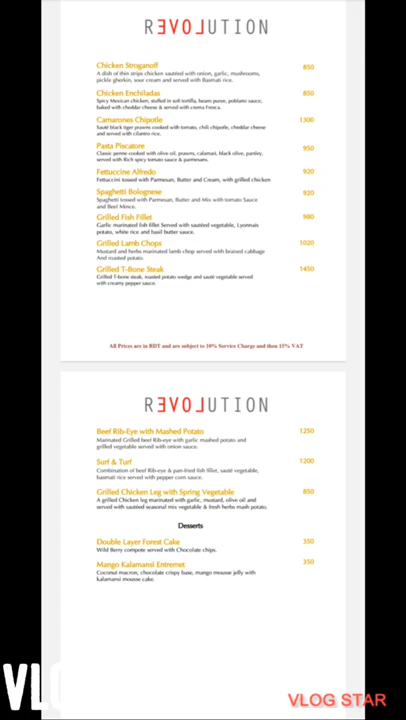 REVOLUTION
Chicken Stroganoff 850
A dish of thin strips chicken sautéed with onion, garlic, mushrooms,
pickle gherkin, sour cream and served with Basmati rice.
Chicken Enchiladas 850
Spicy Mexican chicken, stuffed in soft tortilla, beans puree, poblano sauce,
baked with cheddar cheese & served with crema Fresca.
Camarones Chipotle 1300
Sauté black tiger prawns cooked with tomato, chili chipotle, cheddar cheese
and served with cilantro rice.
Pasta Piscatore 950
Classic penne cooked with olive oil, prawns, calamari, black olive, parsley,
served with Rich spicy tomato sauce & parmesans.
Fettuccine Alfredo 920
Fettuccini tossed with Parmesan, Butter and Cream, with grilled chicken
Spaghetti Bolognese 920
Spaghetti tossed with Parmesan, Butter and Mix with tomato Sauce
and Beef Mince.
Grilled Fish Fillet 980
Garlic marinated fish fillet Served with sautéed vegetable, Lyonnais
potato, white rice and basil butter sauce.
Grilled Lamb Chops 1020
Mustard and herbs marinated lamb chop served with braised cabbage
And roasted potato.
Grilled T-Bone Steak 1450
Grilled T-bone steak, roasted potato wedge and sauté vegetable served
with creamy pepper sauce.
All Prices are in BDT and are subject to 10% Service Charge and then 15% VAT
REVOLUTION
Beef Rib-Eye with Mashed Potato 1250
Marinated Grilled beef Rib-eye with garlic mashed potato and
grilled vegetable served with onion sauce.
Surf & Turf 1200
Combination of beef Rib-eye & pan-fried fish fillet, sauté vegetable,
basmati rice served with pepper corn sauce.
Grilled Chicken Leg with Spring Vegetable 850
A grilled Chicken leg marinated with garlic, mustard, olive oil and
served with sautéed seasonal mix vegetable & fresh herbs mash potato.
Desserts
Double Layer Forest Cake 350
Wild Berry compote served with Chocolate chips.
Mango Kalamansi Entremet 350
Coconut macron, chocolate crispy base, mango mousse jelly with
kalamansi mousse cake.
VLO
VLOG STAR